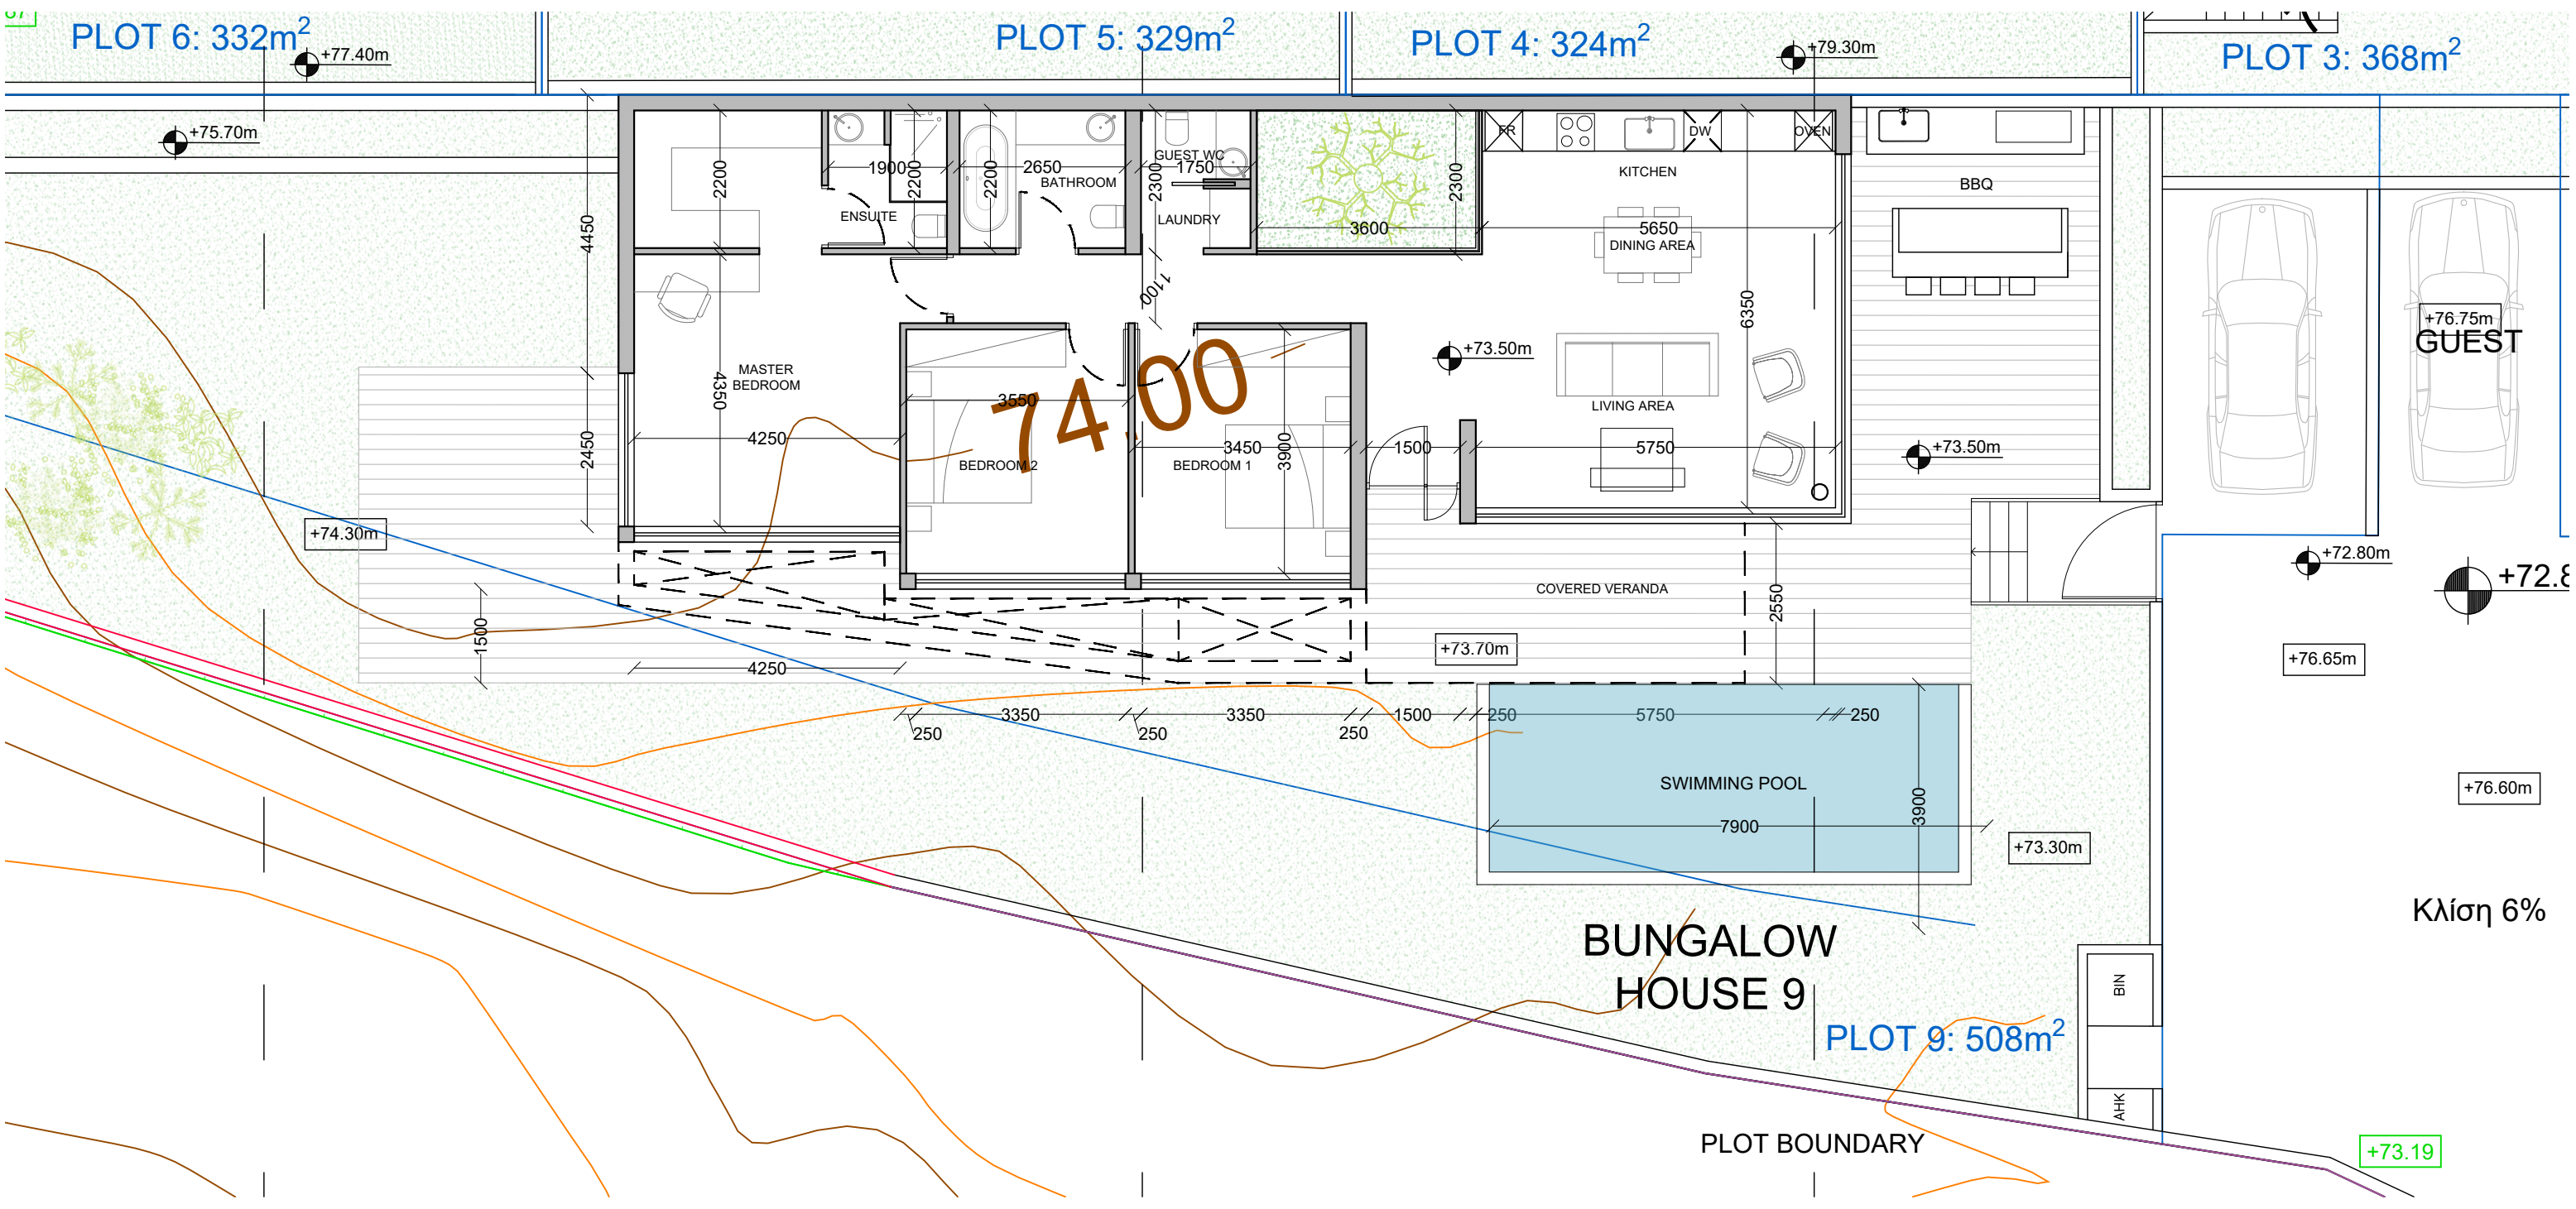 PLOT 6: 332m²
PLOT 5: 329m²
PLOT 4: 324m²
PLOT 3: 368m²
+77.40m
+79.30m
+75.70m
FR
DW
OVEN
KITCHEN
BBQ
GUEST WC
1900
2650
1750
BATHROOM
2200
2200
2200
2300
2300
ENSUITE
LAUNDRY
3600
5650
DINING AREA
4450
1100
6350
+73.50m
+76.75m
GUEST
MASTER
BEDROOM
4350
74.00
3550
LIVING AREA
4250
2450
3450
3900
1500
5750
+73.50m
BEDROOM 2
BEDROOM 1
+74.30m
+72.80m
+72.8
COVERED VERANDA
2550
1500
+73.70m
+76.65m
4250
3350
3350
1500
250
5750
250
250
250
250
SWIMMING POOL
7900
3900
+76.60m
+73.30m
Κλίση 6%
BUNGALOW
HOUSE 9
BIN
PLOT 9: 508m²
AHK
PLOT BOUNDARY
+73.19